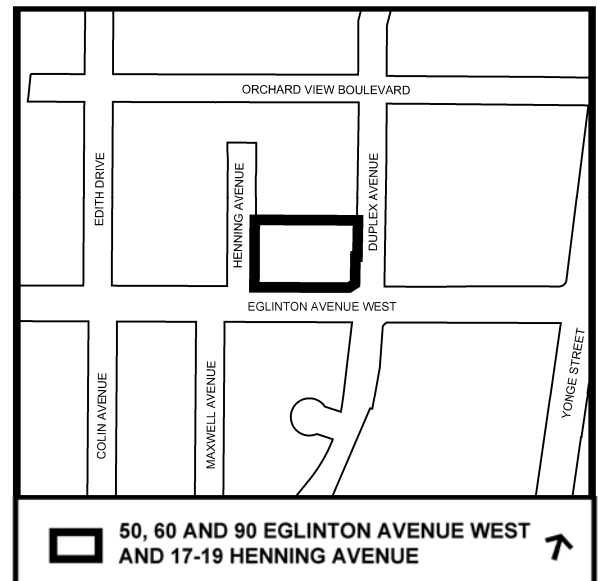 ORCHARD VIEW BOULEVARD
EDITH DRIVE
HENNING AVENUE
DUPLEX AVENUE
EGLINTON AVENUE WEST
COLIN AVENUE
MAXWELL AVENUE
YONGE STREET
50, 60 AND 90 EGLINTON AVENUE WEST
AND 17-19 HENNING AVENUE